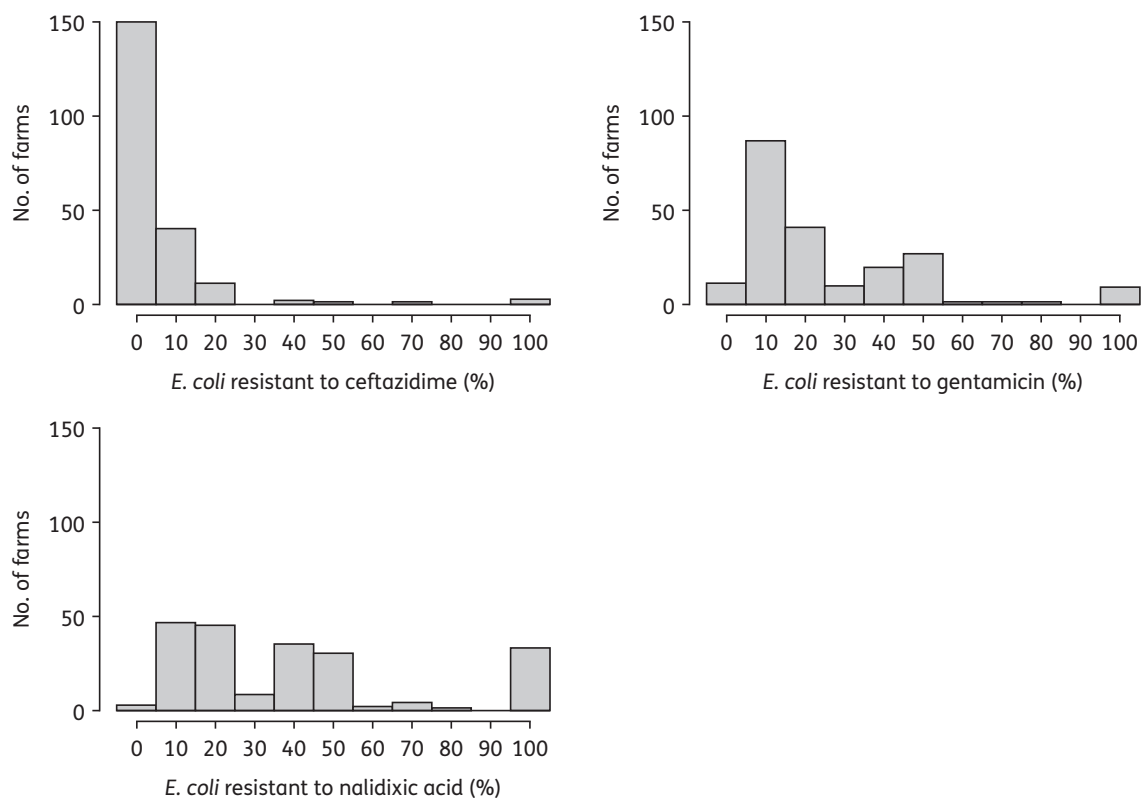 150
100
50
0
No. of farms
0 10 20 30 40 50 60 70 80 90 100
E. coli resistant to ceftazidime (%)
150
100
50
0
No. of farms
0 10 20 30 40 50 60 70 80 90 100
E. coli resistant to gentamicin (%)
150
100
50
0
No. of farms
0 10 20 30 40 50 60 70 80 90 100
E. coli resistant to nalidixic acid (%)